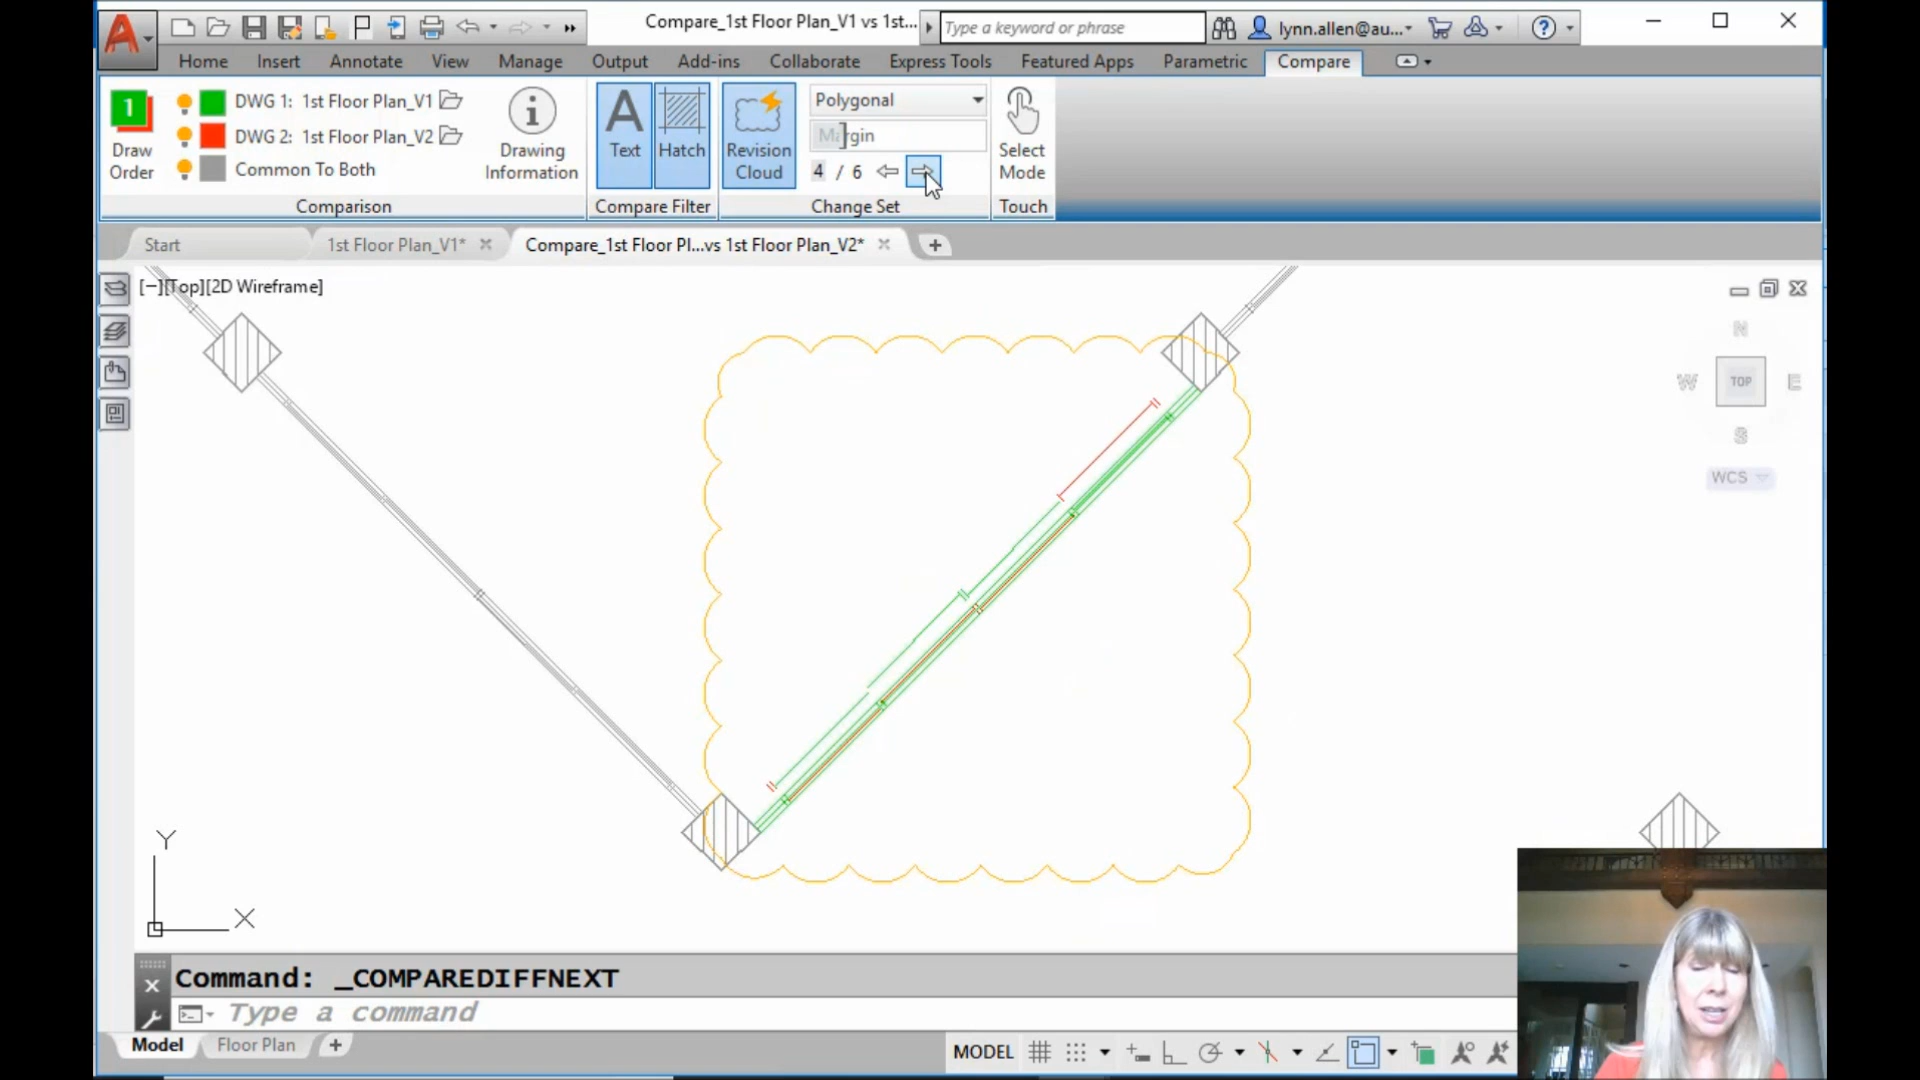 Compare_1st Floor Plan_V1 vs 1st...
Type a keyword or phrase
lynn.allen@au...
Home Insert Annotate View Manage Output Add-ins Collaborate Express Tools Featured Apps Parametric Compare
1
DWG 1: 1st Floor Plan_V1
DWG 2: 1st Floor Plan_V2
Common To Both
Draw
Order
Drawing
Information
Comparison
A
Text
Hatch
Compare Filter
Revision
Cloud
Polygonal
Margin
4 / 6
Change Set
Select
Mode
Touch
Start
1st Floor Plan_V1*
Compare_1st Floor Pl...vs 1st Floor Plan_V2*
[−][Top][2D Wireframe]
N
W TOP E
S
WCS
Y
X
Command: _COMPAREDIFFNEXT
Type a command
Model Floor Plan
MODEL